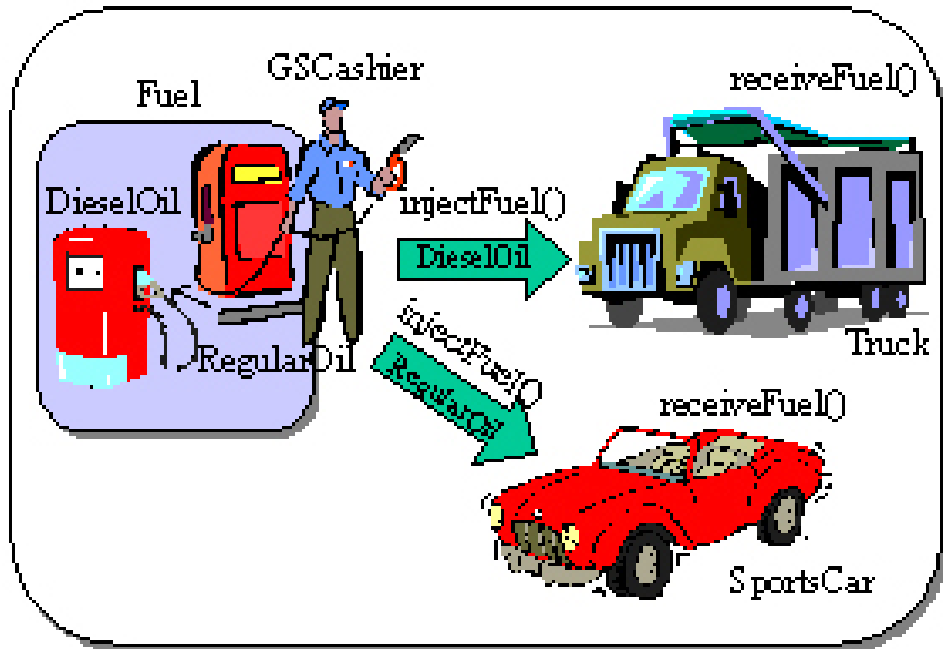 GSCashier
Fuel
receiveFuel()
DieselOil
injectFuel()
DieselOil
RegularOil
injectFuel()
RegularOil
Truck
receiveFuel()
SportsCar